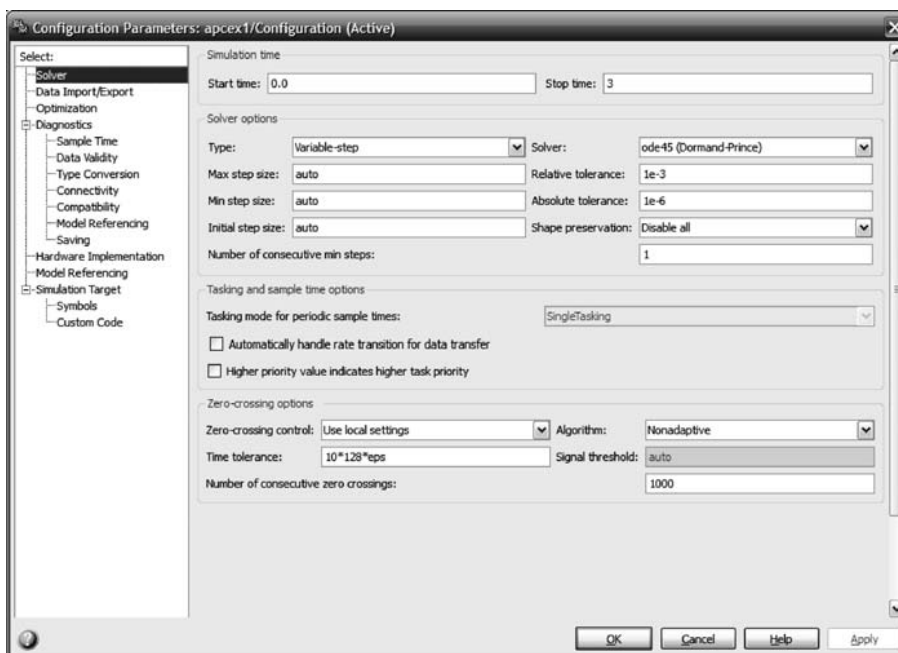 Configuration Parameters: apcex1/Configuration (Active)
Select:
Solver
Data Import/Export
Optimization
Diagnostics
Sample Time
Data Validity
Type Conversion
Connectivity
Compatibility
Model Referencing
Saving
Hardware Implementation
Model Referencing
Simulation Target
Symbols
Custom Code
Simulation time
Start time: 0.0 Stop time: 3
Solver options
Type: Variable-step Solver: ode45 (Dormand-Prince)
Max step size: auto Relative tolerance: 1e-3
Min step size: auto Absolute tolerance: 1e-6
Initial step size: auto Shape preservation: Disable all
Number of consecutive min steps: 1
Tasking and sample time options
Tasking mode for periodic sample times: SingleTasking
Automatically handle rate transition for data transfer
Higher priority value indicates higher task priority
Zero-crossing options
Zero-crossing control: Use local settings Algorithm: Nonadaptive
Time tolerance: 10*128*eps Signal threshold: auto
Number of consecutive zero crossings: 1000
OK Cancel Help Apply